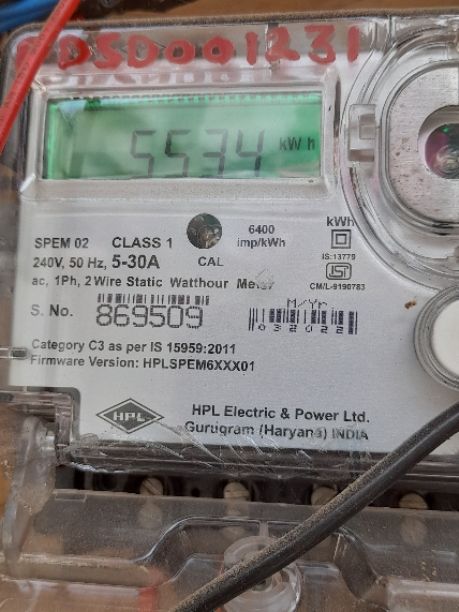 DSD001231
5534 kWh
SPEM 02 CLASS 1
6400 imp/kWh
CAL
kWh
240V, 50 Hz, 5-30A
IS:13779
ac, 1Ph, 2 Wire Static Watthour Meter
ISI
CM/L-9190783
S. No. 869509
M/Yr
032022
Category C3 as per IS 15959:2011
Firmware Version: HPLSPEM6XXX01
HPL
HPL Electric & Power Ltd.
Gurugram (Haryana) INDIA